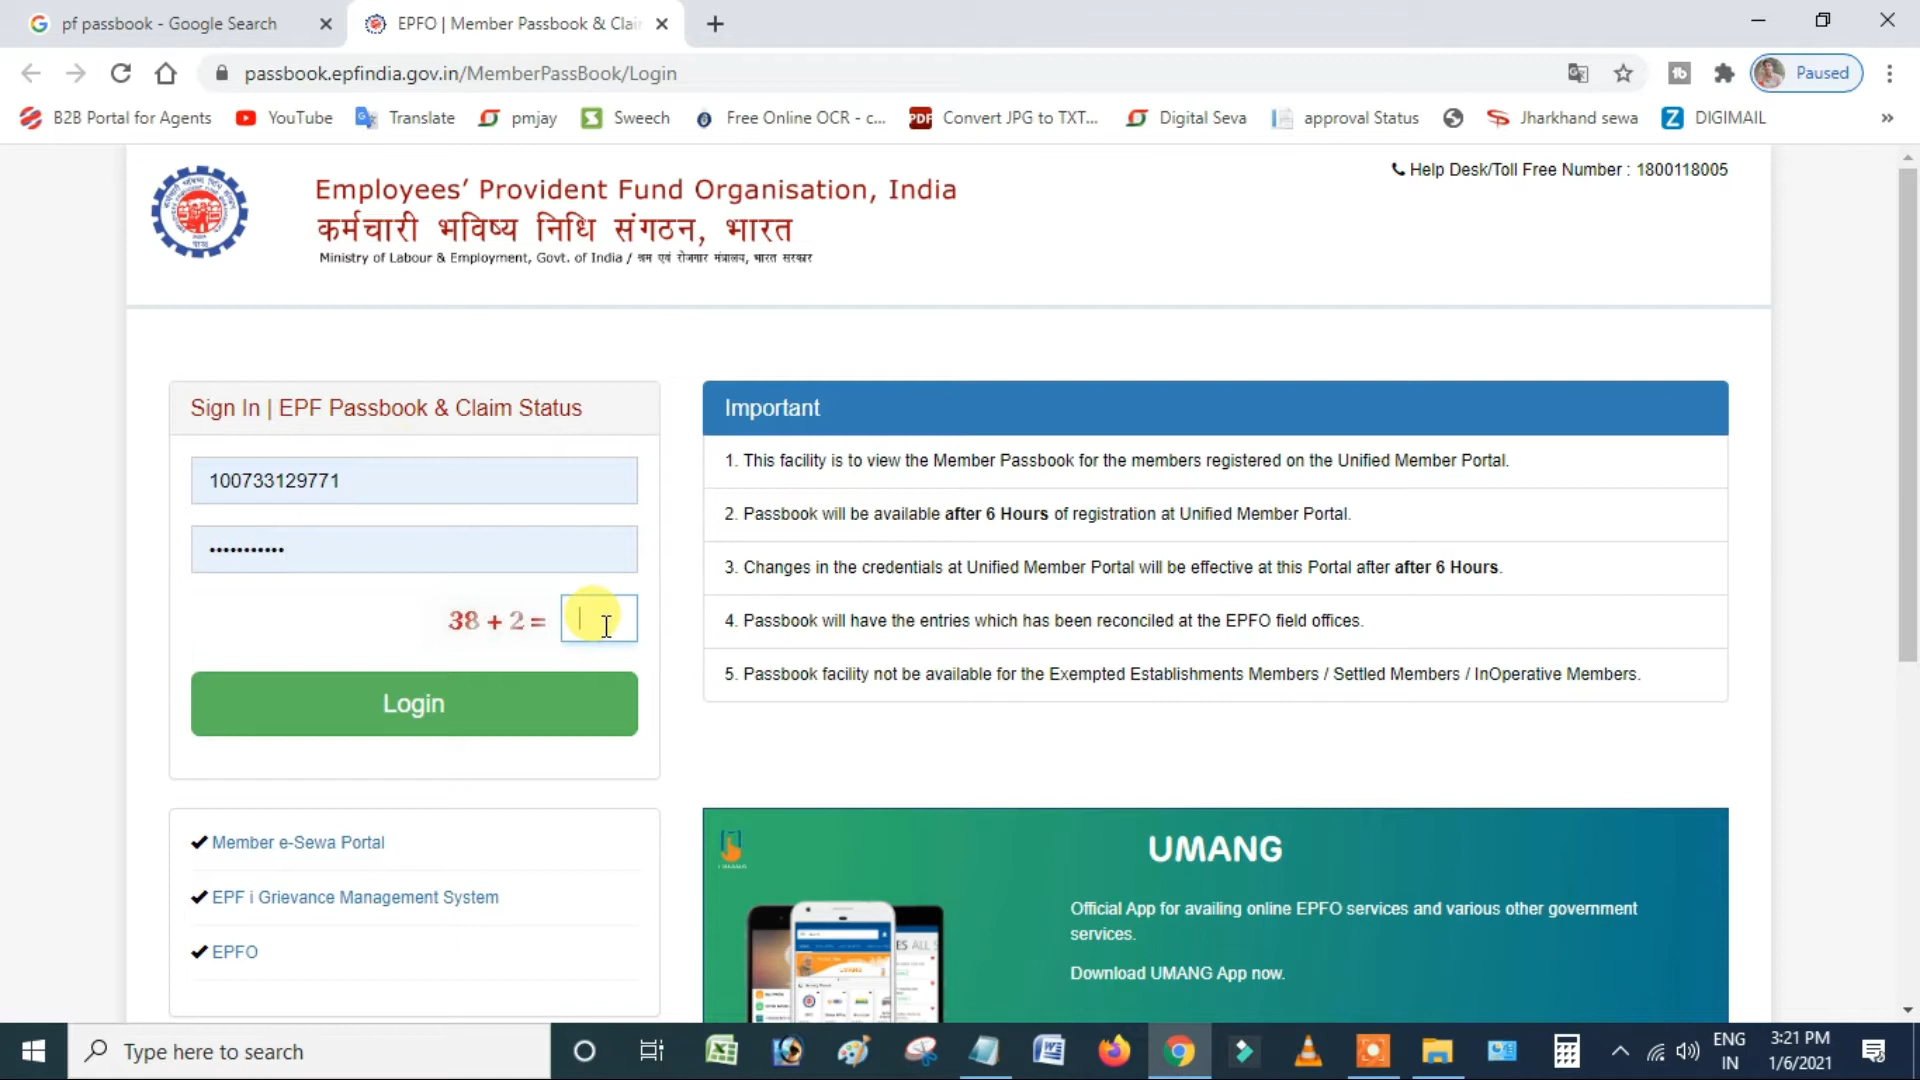 pf passbook - Google Search
EPFO | Member Passbook & Clai
passbook.epfindia.gov.in/MemberPassBook/Login
Paused
B2B Portal for Agents
YouTube
Translate
pmjay
Sweech
Free Online OCR - c...
PDF
Convert JPG to TXT...
Digital Seva
approval Status
Jharkhand sewa
Z
DIGIMAIL
»
Employees' Provident Fund Organisation, India
कर्मचारी भविष्य निधि संगठन, भारत
Ministry of Labour & Employment, Govt. of India / श्रम एवं रोजगार मंत्रालय, भारत सरकार
Help Desk/Toll Free Number : 1800118005
Sign In | EPF Passbook & Claim Status
100733129771
•••••••••••
38 + 2 =
Login
Important
1. This facility is to view the Member Passbook for the members registered on the Unified Member Portal.
2. Passbook will be available after 6 Hours of registration at Unified Member Portal.
3. Changes in the credentials at Unified Member Portal will be effective at this Portal after after 6 Hours.
4. Passbook will have the entries which has been reconciled at the EPFO field offices.
5. Passbook facility not be available for the Exempted Establishments Members / Settled Members / InOperative Members.
Member e-Sewa Portal
EPF i Grievance Management System
EPFO
UMANG
Official App for availing online EPFO services and various other government
services.
Download UMANG App now.
Type here to search
ENG
IN
3:21 PM
1/6/2021